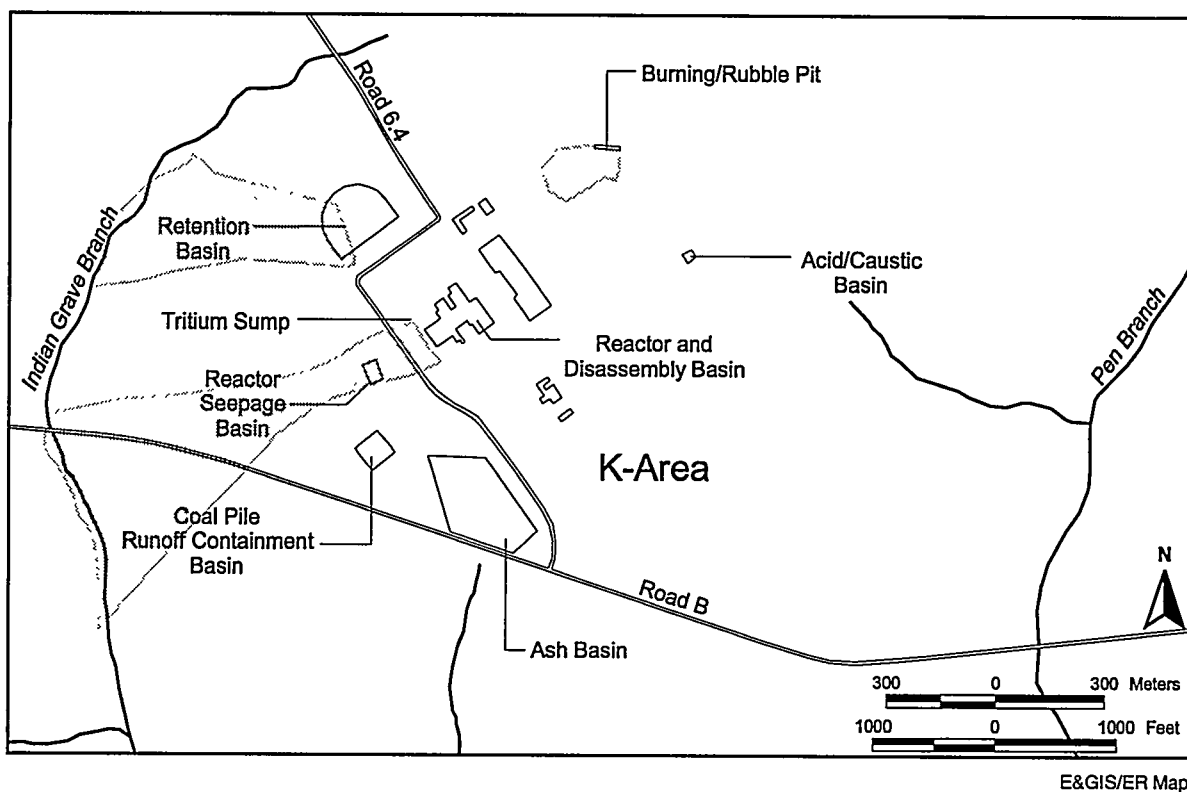 Burning/Rubble Pit
Road 6.4
Retention
Basin
Indian Grave Branch
Acid/Caustic
Basin
Tritium Sump
Reactor and
Disassembly Basin
Pen Branch
Reactor
Seepage
Basin
K-Area
Coal Pile
Runoff Containment
Basin
Road B
N
Ash Basin
300 0 300 Meters
1000 0 1000 Feet
E&GIS/ER Map